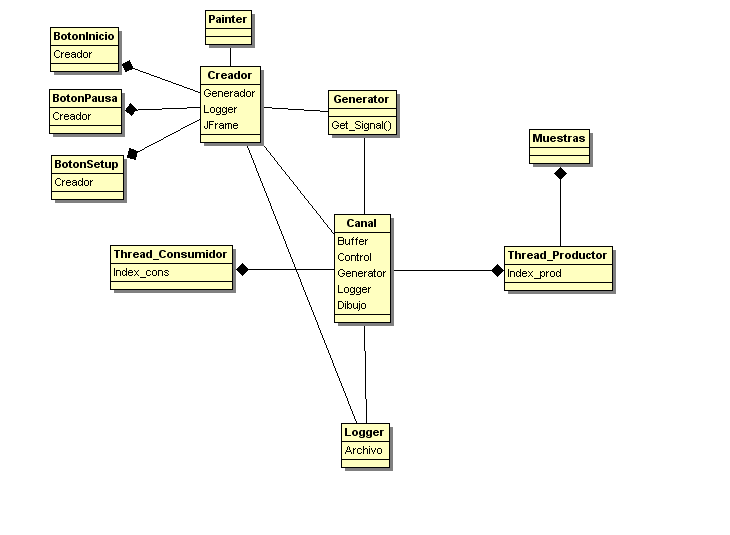 Painter
BotonInicio
Creador
Creador
Generador
Logger
JFrame
BotonPausa
Creador
Generator
Get_Signal()
BotonSetup
Creador
Muestras
Canal
Buffer
Control
Generator
Logger
Dibujo
Thread_Consumidor
Index_cons
Thread_Productor
Index_prod
Logger
Archivo